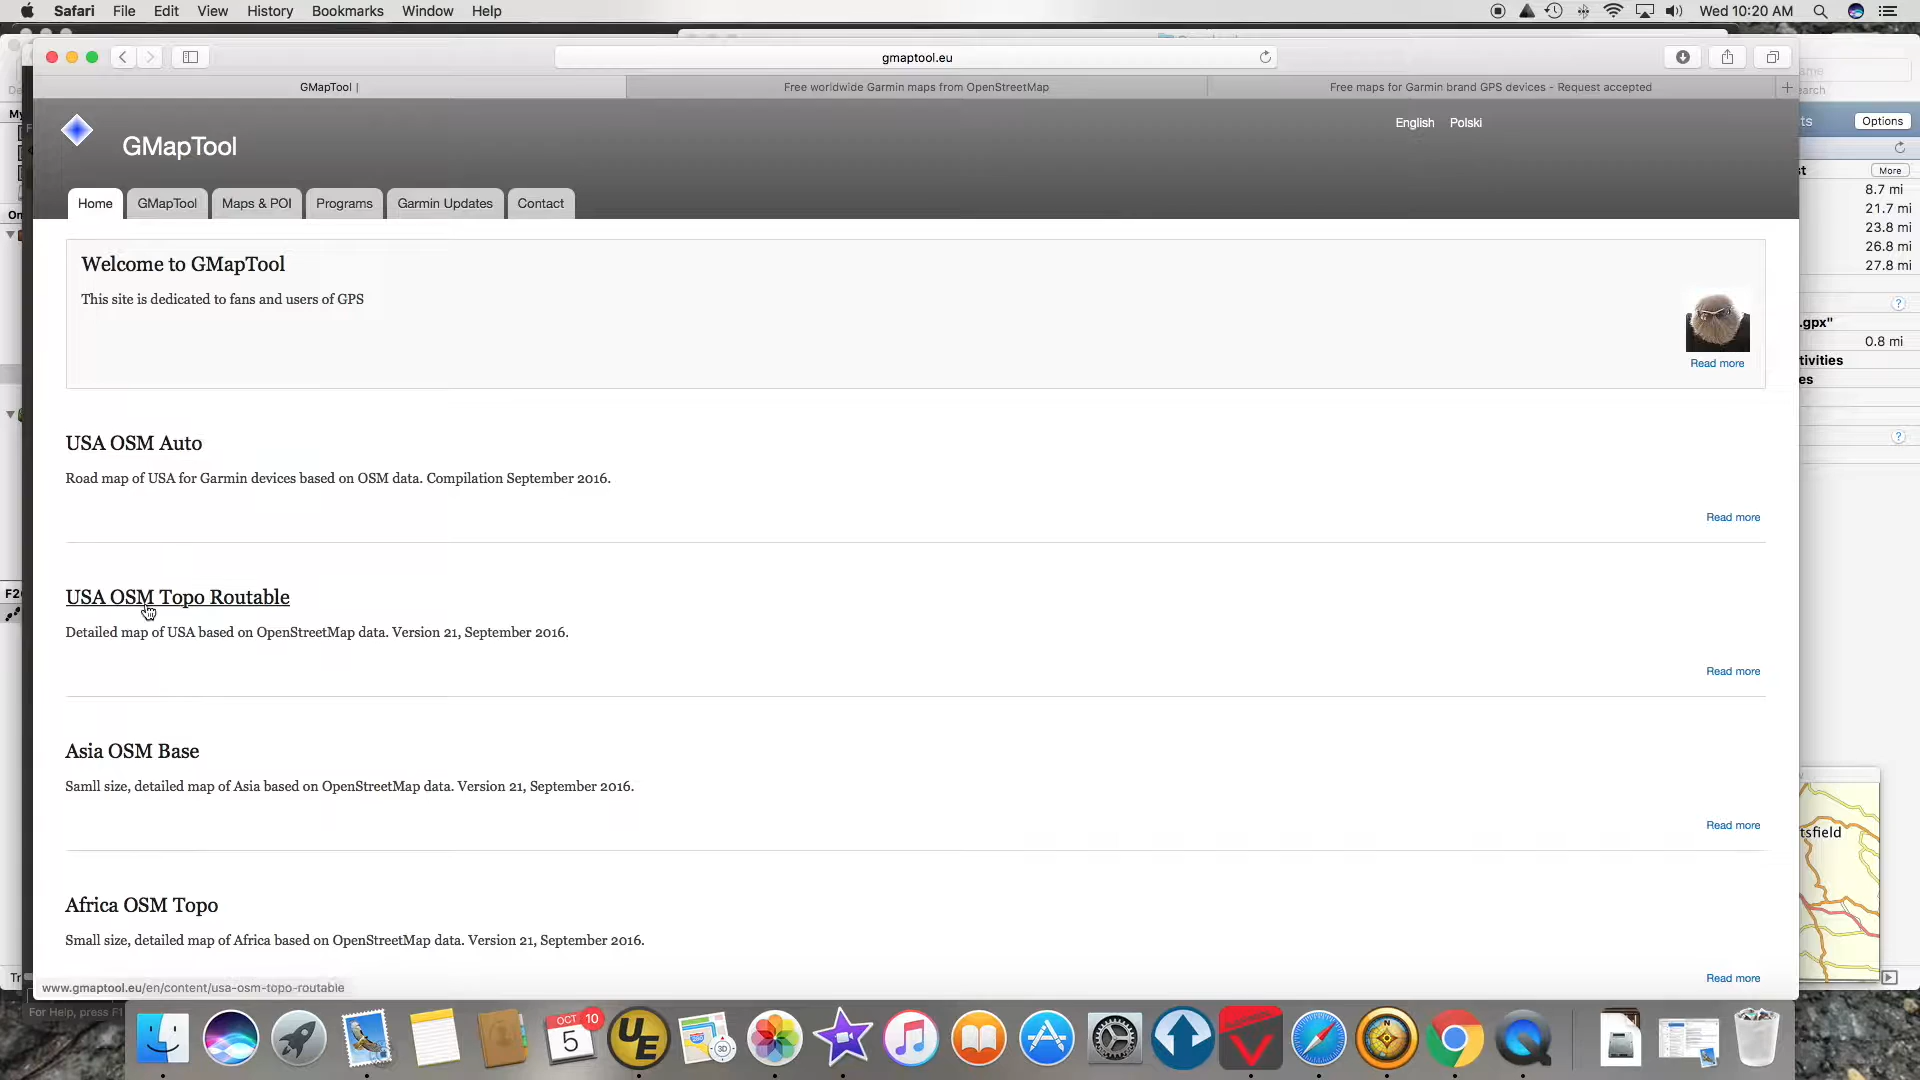 Safari File Edit View History Bookmarks Window Help
Wed 10:20 AM
gmaptool.eu
GMapTool |
Free worldwide Garmin maps from OpenStreetMap
Free maps for Garmin brand GPS devices - Request accepted
GMapTool
English Polski
Home GMapTool Maps & POI Programs Garmin Updates Contact
Welcome to GMapTool
This site is dedicated to fans and users of GPS
Read more
USA OSM Auto
Road map of USA for Garmin devices based on OSM data. Compilation September 2016.
Read more
USA OSM Topo Routable
Detailed map of USA based on OpenStreetMap data. Version 21, September 2016.
Read more
Asia OSM Base
Samll size, detailed map of Asia based on OpenStreetMap data. Version 21, September 2016.
Read more
Africa OSM Topo
Small size, detailed map of Africa based on OpenStreetMap data. Version 21, September 2016.
Read more
www.gmaptool.eu/en/content/usa-osm-topo-routable
For Help, press F1
Options
More
8.7 mi
21.7 mi
23.8 mi
26.8 mi
27.8 mi
.gpx"
0.8 mi
tivities
es
tsfield
My
OCT 10
5
UE
3D